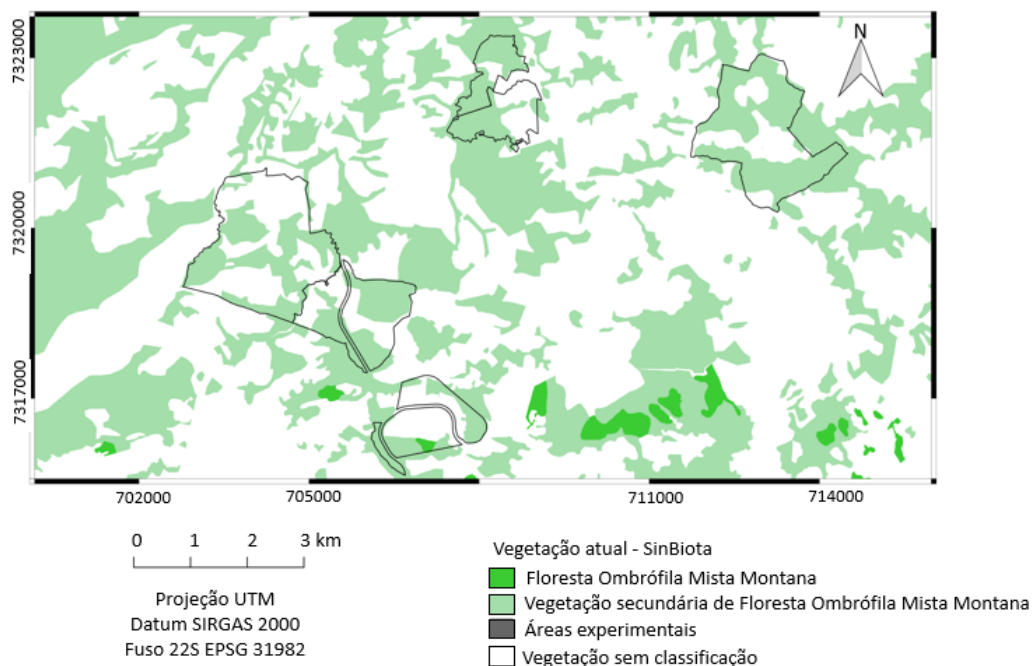 7323000
7320000
7317000
N
702000
705000
711000
714000
0 1 2 3 km
Projeção UTM
Datum SIRGAS 2000
Fuso 22S EPSG 31982
Vegetação atual - SinBiota
Floresta Ombrófila Mista Montana
Vegetação secundária de Floresta Ombrófila Mista Montana
Áreas experimentais
Vegetação sem classificação